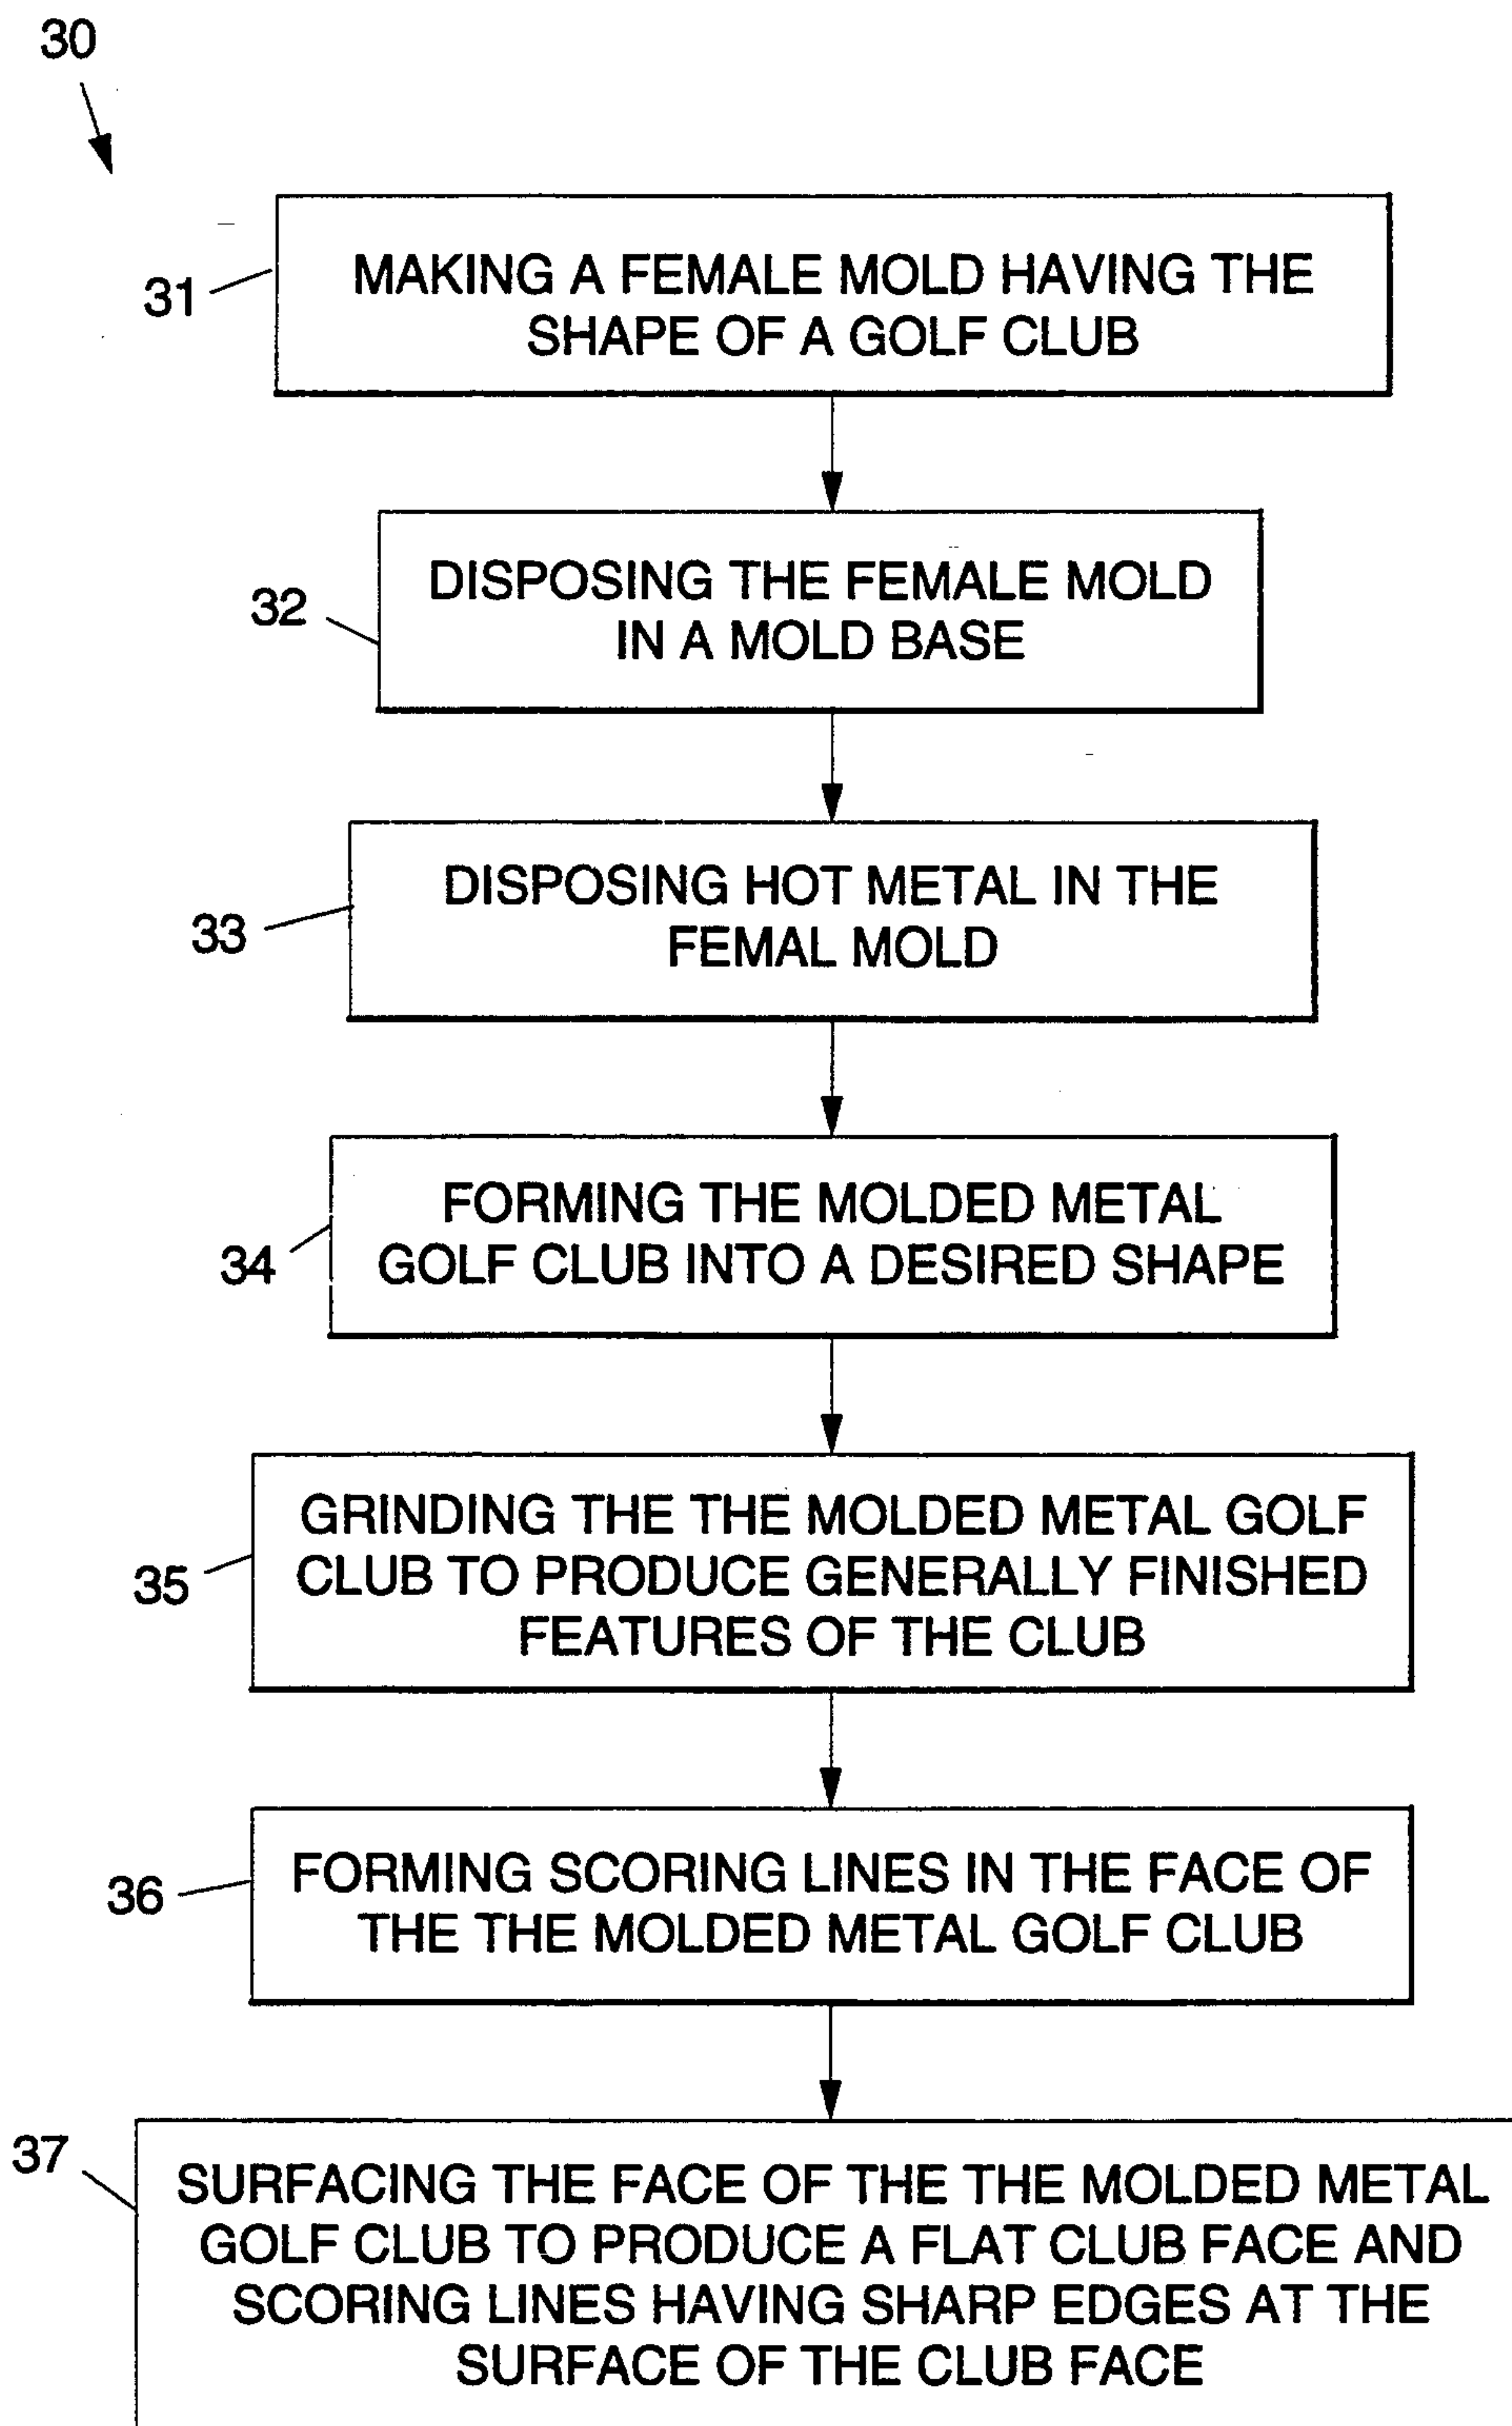 30
31
MAKING A FEMALE MOLD HAVING THE
SHAPE OF A GOLF CLUB
32
DISPOSING THE FEMALE MOLD
IN A MOLD BASE
33
DISPOSING HOT METAL IN THE
FEMAL MOLD
34
FORMING THE MOLDED METAL
GOLF CLUB INTO A DESIRED SHAPE
35
GRINDING THE THE MOLDED METAL GOLF
CLUB TO PRODUCE GENERALLY FINISHED
FEATURES OF THE CLUB
36
FORMING SCORING LINES IN THE FACE OF
THE THE MOLDED METAL GOLF CLUB
37
SURFACING THE FACE OF THE THE MOLDED METAL
GOLF CLUB TO PRODUCE A FLAT CLUB FACE AND
SCORING LINES HAVING SHARP EDGES AT THE
SURFACE OF THE CLUB FACE